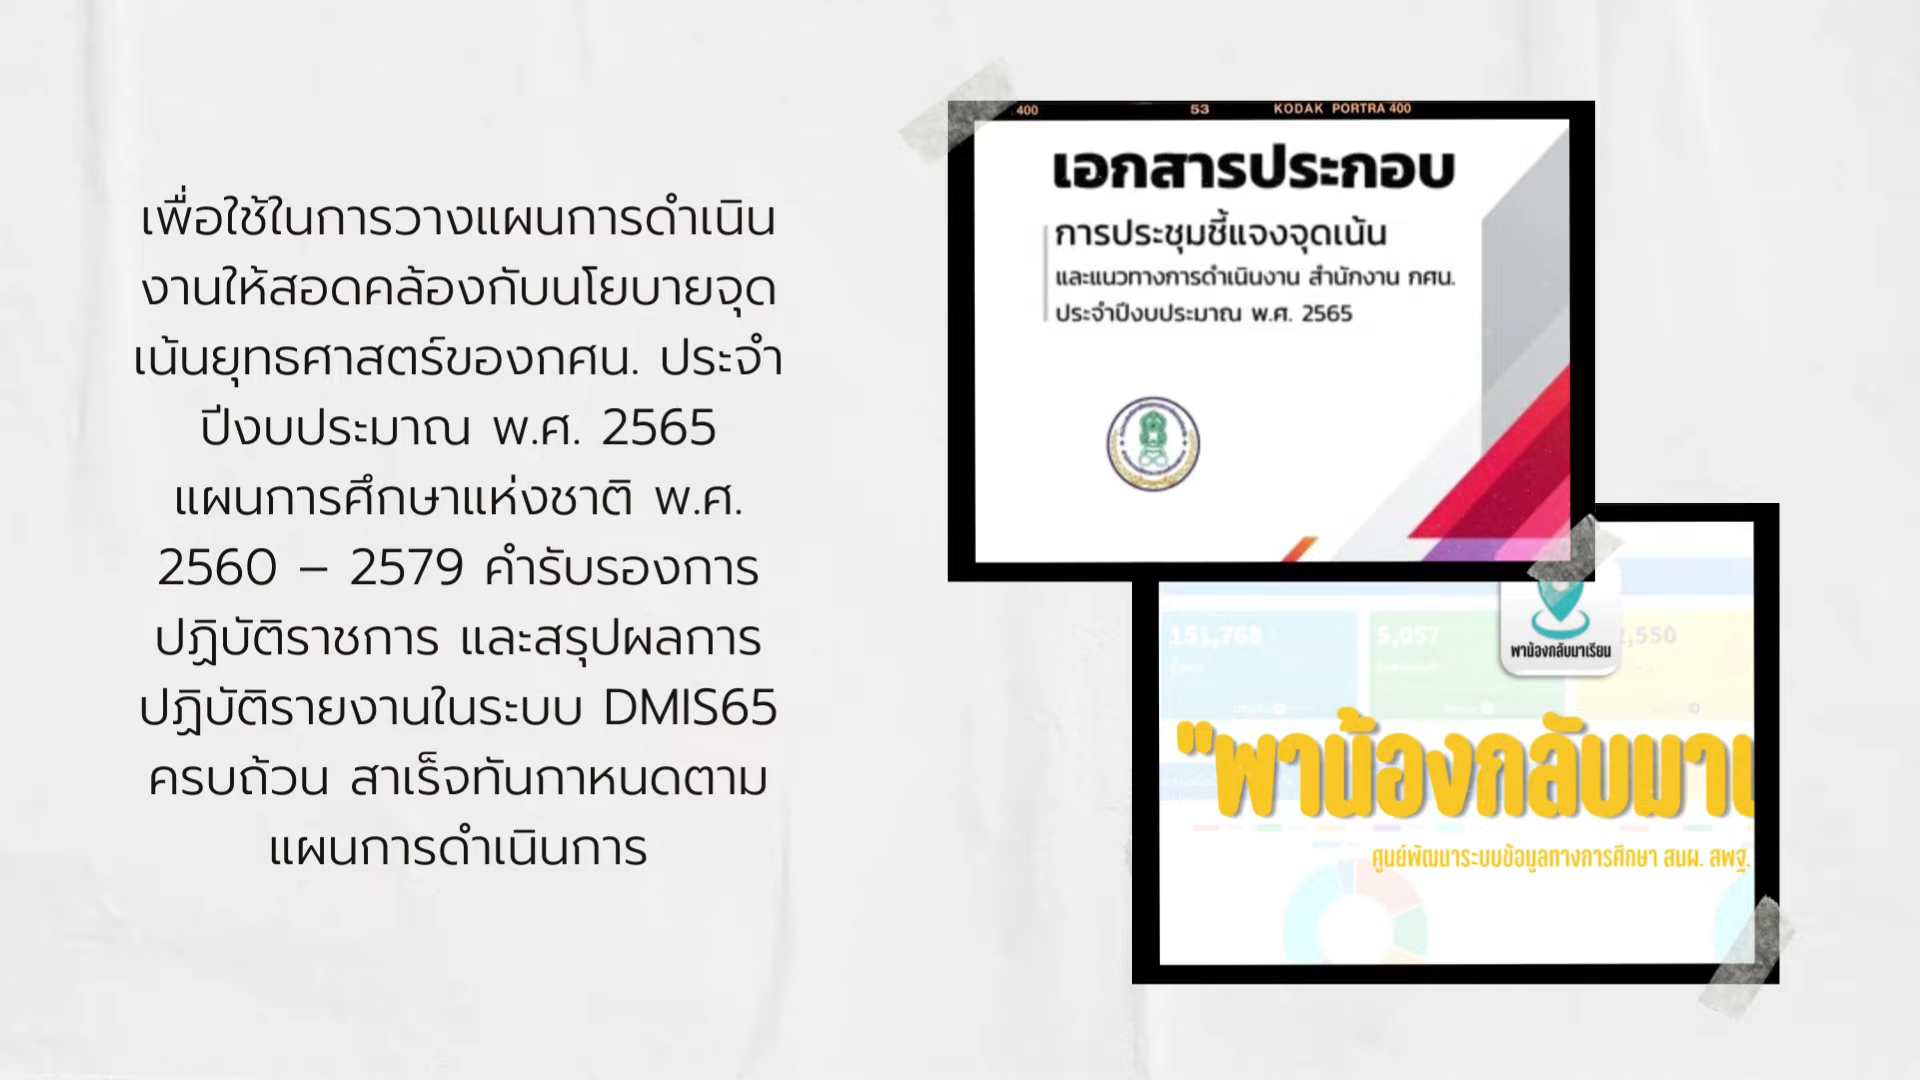 เพื่อใช้ในการวางแผนการดำเนิน
งานให้สอดคล้องกับนโยบายจุด
เน้นยุทธศาสตร์ของกศน. ประจำ
ปีงบประมาณ พ.ศ. 2565
แผนการศึกษาแห่งชาติ พ.ศ.
2560 – 2579 คำรับรองการ
ปฏิบัติราชการ และสรุปผลการ
ปฏิบัติรายงานในระบบ DMIS65
ครบถ้วน สาเร็จทันกาหนดตาม
แผนการดำเนินการ
400 53 KODAK PORTRA 400
เอกสารประกอบ
การประชุมชี้แจงจุดเน้น
และแนวทางการดำเนินงาน สำนักงาน กศน.
ประจำปีงบประมาณ พ.ศ. 2565
151,768 5,057 ,550
พาน้องกลับมาเรียน
"พาน้องกลับมาเ
ศูนย์พัฒนาระบบข้อมูลทางการศึกษา สนผ. สพฐ.